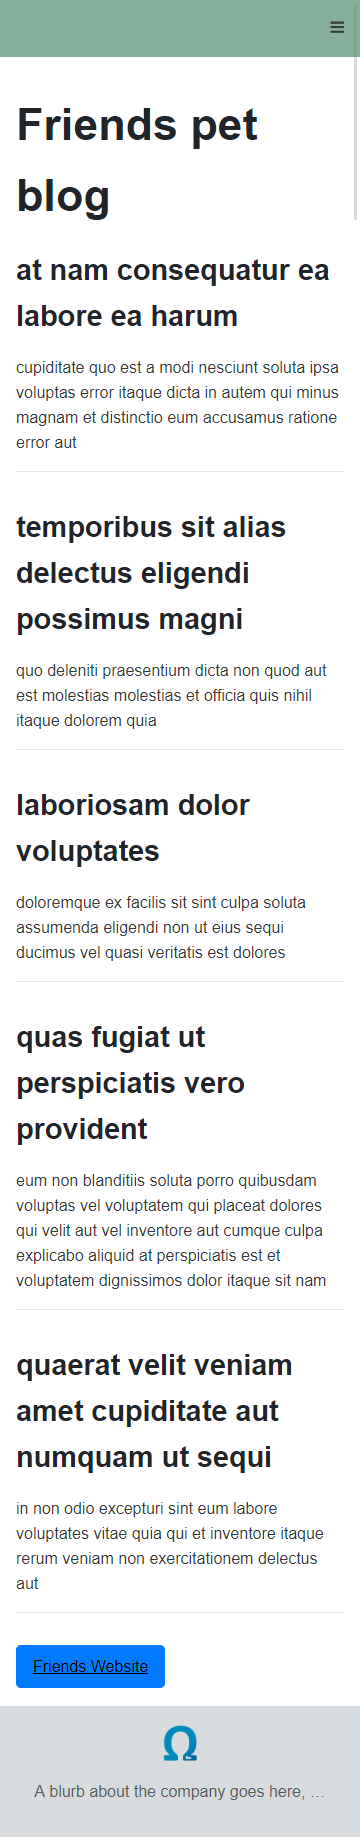 Friends pet
blog
at nam consequatur ea
labore ea harum
cupiditate quo est a modi nesciunt soluta ipsa
voluptas error itaque dicta in autem qui minus
magnam et distinctio eum accusamus ratione
error aut
temporibus sit alias
delectus eligendi
possimus magni
quo deleniti praesentium dicta non quod aut
est molestias molestias et officia quis nihil
itaque dolorem quia
laboriosam dolor
voluptates
doloremque ex facilis sit sint culpa soluta
assumenda eligendi non ut eius sequi
ducimus vel quasi veritatis est dolores
quas fugiat ut
perspiciatis vero
provident
eum non blanditiis soluta porro quibusdam
voluptas vel voluptatem qui placeat dolores
qui velit aut vel inventore aut cumque culpa
explicabo aliquid at perspiciatis est et
voluptatem dignissimos dolor itaque sit nam
quaerat velit veniam
amet cupiditate aut
numquam ut sequi
in non odio excepturi sint eum labore
voluptates vitae quia qui et inventore itaque
rerum veniam non exercitationem delectus
aut
Friends Website
Ω
A blurb about the company goes here, …